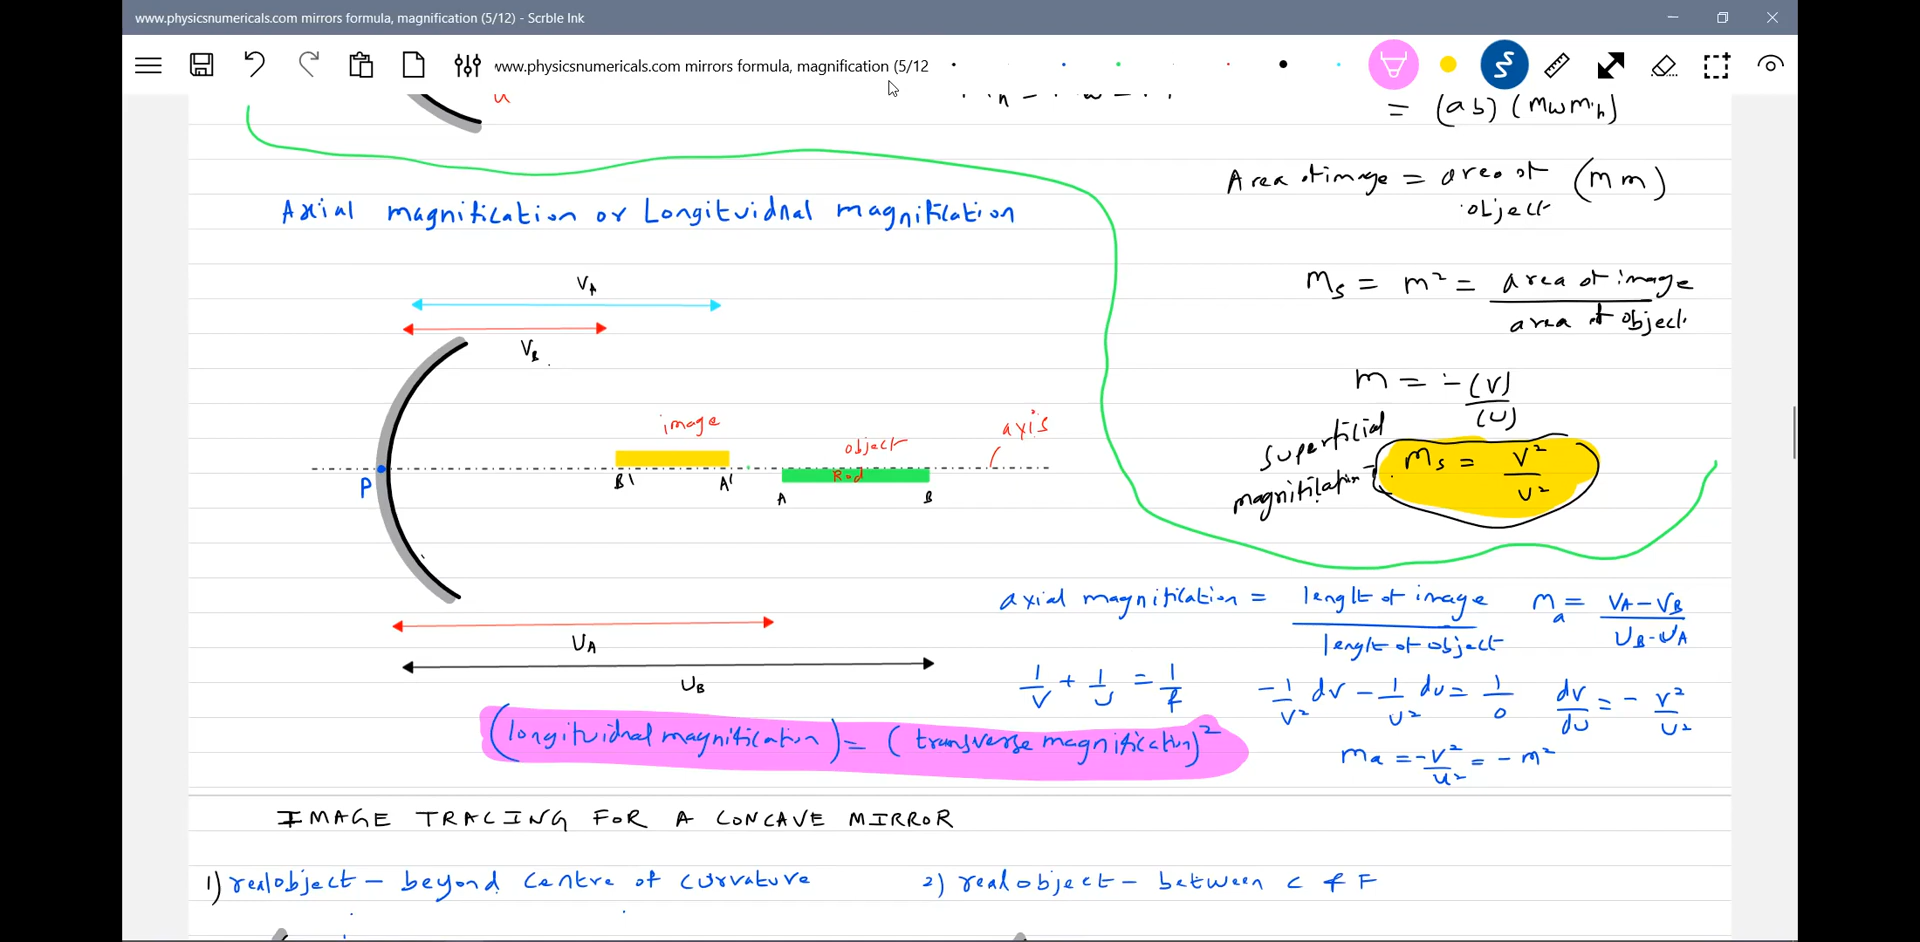 www.physicsnumericals.com mirrors formula, magnification (5/12) - Scrble Ink
www.physicsnumericals.com mirrors formula, magnification (5/12
u
= (ab) (mwmh)
Area of image = area of object (mm)
Axial magnification or Longituidnal magnification
ms = m² = area of image / area of object
VA
VB
m = -(v)/(u)
superficial magnification
ms = v²/u²
image
object
axis
Rod
P
B'
A'
A
B
UA
UB
axial magnification = length of image / length of object
ma = VA - VB / UB - UA
1/v + 1/u = 1/f
-1/v² dv - 1/u² du = 1/0
dv/du = - v²/u²
(longituidnal magnification) = (transverse magnification)²
ma = -v²/u² = - m²
IMAGE TRACING FOR A CONCAVE MIRROR
1) real object - beyond centre of curvature
2) real object - between C & F